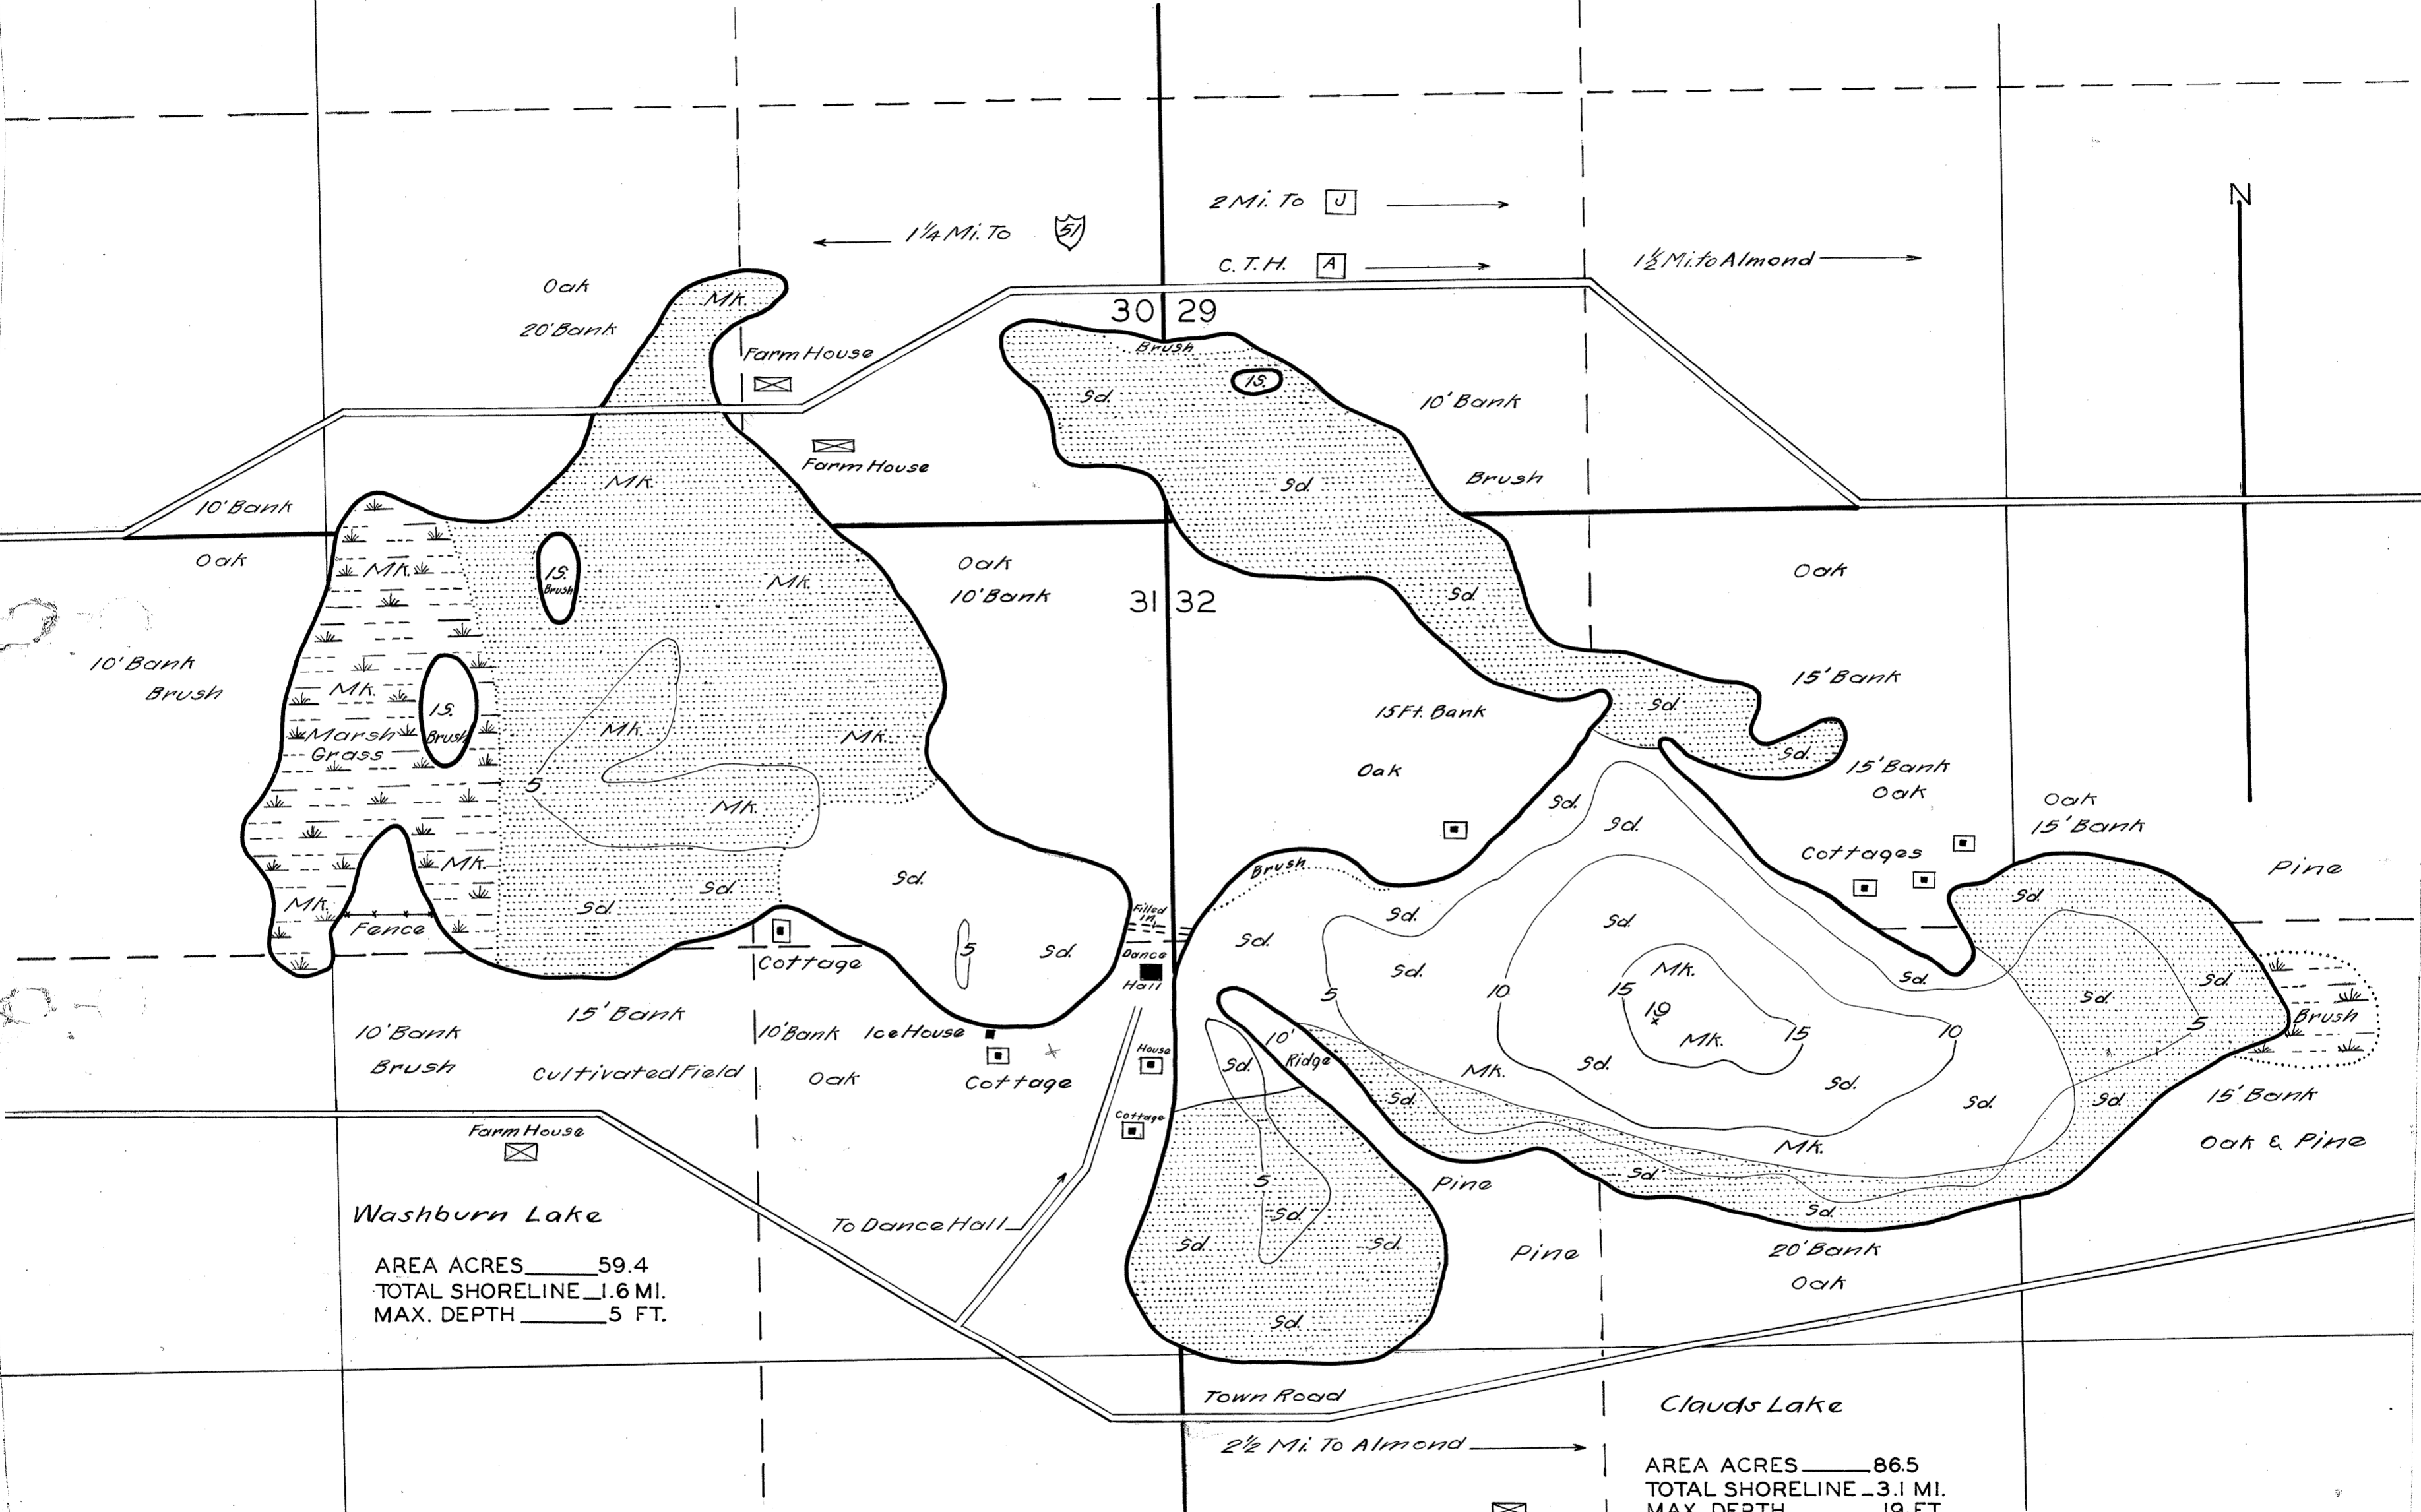 N
2 Mi. To J
1¼ Mi. To 51
C. T. H. A
1½ Mi. to Almond
Oak
20' Bank
Mk.
30 29
Farm House
Brush
IS.
Sd.
10' Bank
Farm House
Mk.
Sd.
Brush
10' Bank
Oak
Mk.
IS.
Brush
Mk.
Oak
10' Bank
31 32
Sd.
Oak
10' Bank
Brush
Mk.
IS.
Brush
Marsh
Grass
Mk.
Mk.
15 Ft. Bank
Sd.
15' Bank
Sd.
Oak
15' Bank
Oak
Oak
15' Bank
5
Mk.
Sd.
Sd.
Cottages
Pine
Mk.
Mk.
Sd.
Sd.
Sd.
Brush
Sd.
Fence
Filled
in
Dance
Hall
Sd.
5
Sd.
Sd.
Sd.
Sd.
Cottage
Sd.
5
10
15
Mk.
19
Mk.
15
10
Sd.
Sd.
Sd.
5
Brush
10' Bank
Brush
15' Bank
10' Bank
Ice House
Cultivated Field
Oak
Cottage
House
Cottage
10'
Ridge
Sd.
Sd.
Mk.
Sd.
Sd.
Sd.
Sd.
15' Bank
Oak & Pine
Farm House
Mk.
Sd.
Sd.
Pine
5
Sd.
Sd.
Sd.
Sd.
Pine
20' Bank
Oak
To Dance Hall
Washburn Lake
AREA ACRES 59.4
TOTAL SHORELINE 1.6 MI.
MAX. DEPTH 5 FT.
Town Road
2½ Mi. To Almond
Clauds Lake
AREA ACRES 86.5
TOTAL SHORELINE 3.1 MI.
MAX. DEPTH 19 FT.